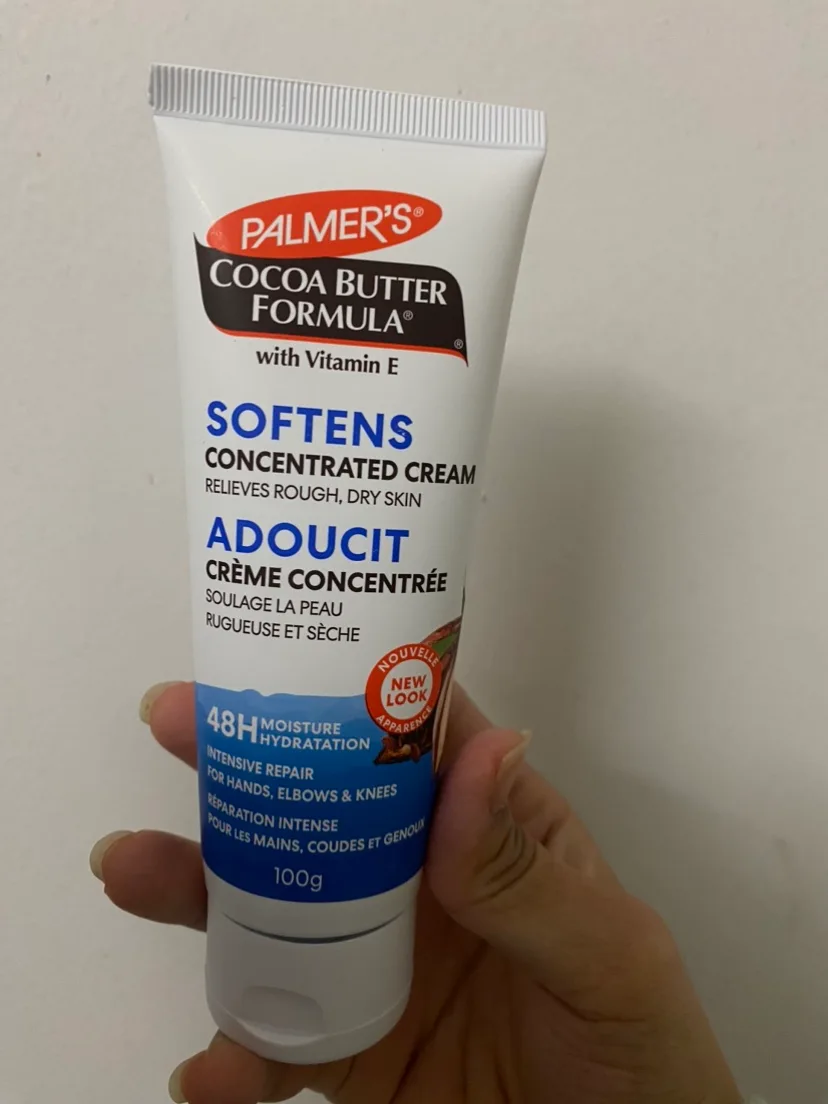 PALMER'S®
COCOA BUTTER
FORMULA®
®
with Vitamin E
SOFTENS
CONCENTRATED CREAM
RELIEVES ROUGH, DRY SKIN
ADOUCIT
CRÈME CONCENTRÉE
SOULAGE LA PEAU
RUGUEUSE ET SÈCHE
NOUVELLE
NEW
LOOK
APPARENCE
48H MOISTURE
HYDRATATION
INTENSIVE REPAIR
FOR HANDS, ELBOWS & KNEES
RÉPARATION INTENSE
POUR LES MAINS, COUDES ET GENOUX
100g